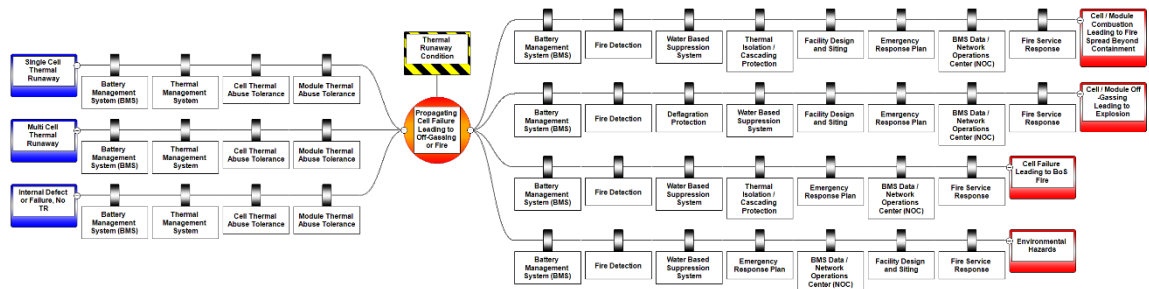 Thermal
Runaway
Condition
Propagating
Cell Failure
Leading to
Off-Gassing
or Fire
Single Cell
Thermal
Runaway
Battery
Management
System (BMS)
Thermal
Management
System
Cell Thermal
Abuse Tolerance
Module Thermal
Abuse Tolerance
Multi Cell
Thermal
Runaway
Battery
Management
System (BMS)
Thermal
Management
System
Cell Thermal
Abuse Tolerance
Module Thermal
Abuse Tolerance
Internal Defect
or Failure, No
TR
Battery
Management
System (BMS)
Thermal
Management
System
Cell Thermal
Abuse Tolerance
Module Thermal
Abuse Tolerance
Battery
Management
System (BMS)
Fire Detection
Water Based
Suppression
System
Thermal
Isolation /
Cascading
Protection
Facility Design
and Siting
Emergency
Response Plan
BMS Data /
Network
Operations
Center (NOC)
Fire Service
Response
Cell / Module
Combustion
Leading to Fire
Spread Beyond
Containment
Battery
Management
System (BMS)
Fire Detection
Deflagration
Protection
Water Based
Suppression
System
Facility Design
and Siting
Emergency
Response Plan
BMS Data /
Network
Operations
Center (NOC)
Fire Service
Response
Cell / Module Off
-Gassing
Leading to
Explosion
Battery
Management
System (BMS)
Fire Detection
Water Based
Suppression
System
Thermal
Isolation /
Cascading
Protection
Emergency
Response Plan
BMS Data /
Network
Operations
Center (NOC)
Fire Service
Response
Cell Failure
Leading to BoS
Fire
Battery
Management
System (BMS)
Fire Detection
Water Based
Suppression
System
Emergency
Response Plan
BMS Data /
Network
Operations
Center (NOC)
Facility Design
and Siting
Fire Service
Response
Environmental
Hazards